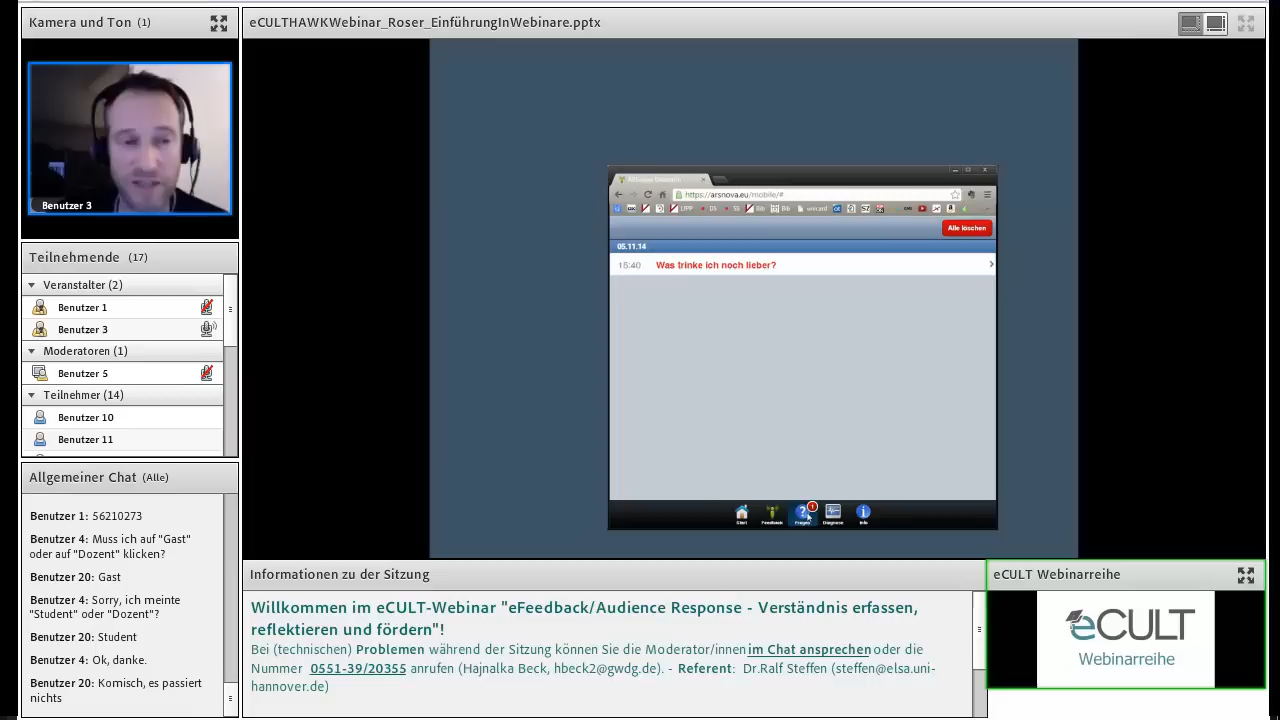 Kamera und Ton (1)
Benutzer 3
Teilnehmende (17)
Veranstalter (2)
Benutzer 1
Benutzer 3
Moderatoren (1)
Benutzer 5
Teilnehmer (14)
Benutzer 10
Benutzer 11
Allgemeiner Chat (Alle)
Benutzer 1: 56210273
Benutzer 4: Muss ich auf "Gast"
oder auf "Dozent" klicken?
Benutzer 20: Gast
Benutzer 4: Sorry, ich meinte
"Student" oder "Dozent"?
Benutzer 20: Student
Benutzer 4: Ok, danke.
Benutzer 20: Komisch, es passiert
nichts
eCULTHAWKWebinar_Roser_EinführungInWebinare.pptx
https://arsnova.eu/mobile/#
Alle löschen
05.11.14
15:40 Was trinke ich noch lieber?
1
Start Feedback Fragen Diagnose Info
Informationen zu der Sitzung
Willkommen im eCULT-Webinar "eFeedback/Audience Response - Verständnis erfassen,
reflektieren und fördern"!
Bei (technischen) Problemen während der Sitzung können Sie die Moderator/innen im Chat ansprechen oder die
Nummer 0551-39/20355 anrufen (Hajnalka Beck, hbeck2@gwdg.de). - Referent: Dr.Ralf Steffen (steffen@elsa.uni-
hannover.de)
eCULT Webinarreihe
eCULT
Webinarreihe